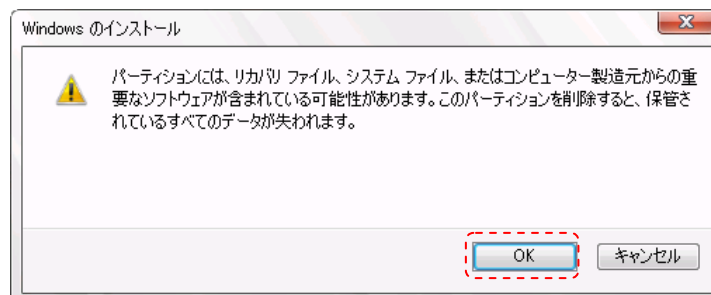 Windows のインストール
パーティションには、リカバリ ファイル、システム ファイル、またはコンピューター製造元からの重
要なソフトウェアが含まれている可能性があります。このパーティションを削除すると、保管さ
れているすべてのデータが失われます。
OK
キャンセル